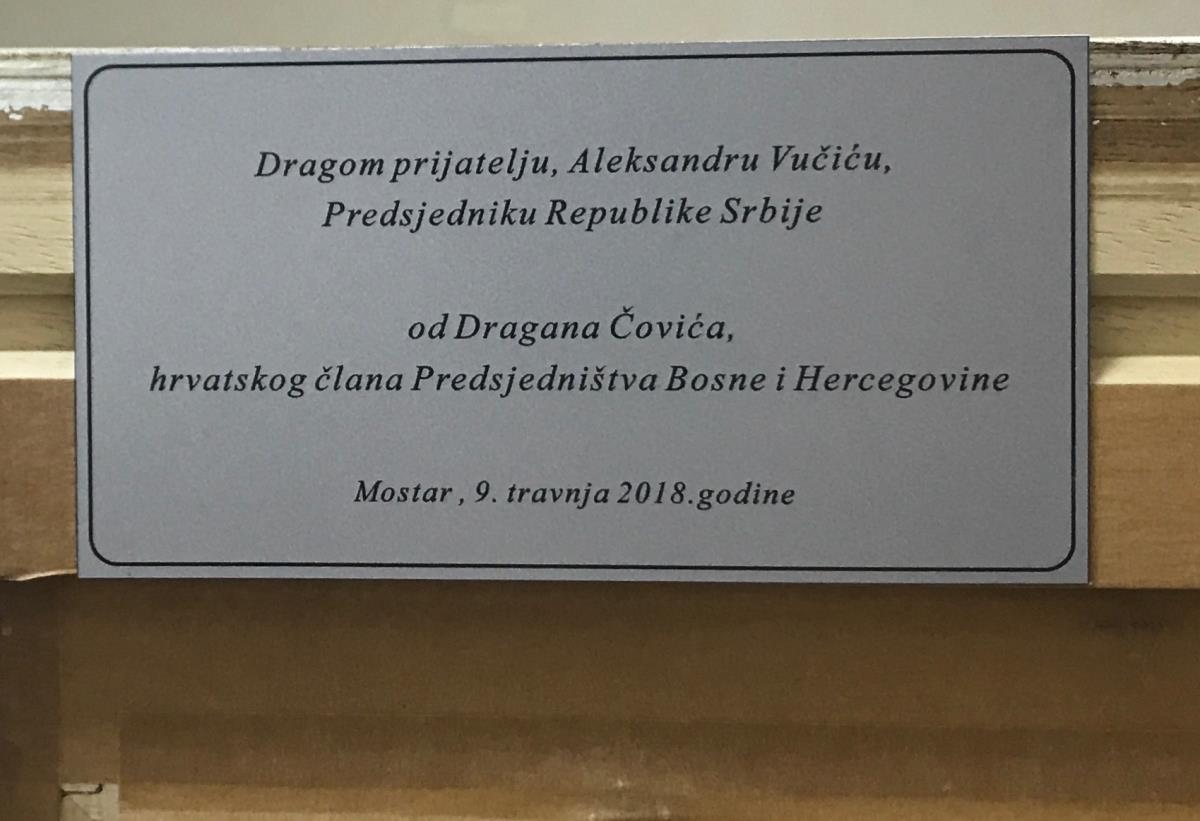 Dragom prijatelju, Aleksandru Vučiću,
Predsjedniku Republike Srbije
od Dragana Čovića,
hrvatskog člana Predsjedništva Bosne i Hercegovine
Mostar , 9. travnja 2018.godine